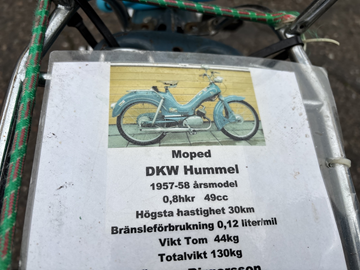 Moped
DKW Hummel
1957-58 årsmodel
0,8hkr 49cc
Högsta hastighet 30km
Bränsleförbrukning 0,12 liter/mil
Vikt Tom 44kg
Totalvikt 130kg